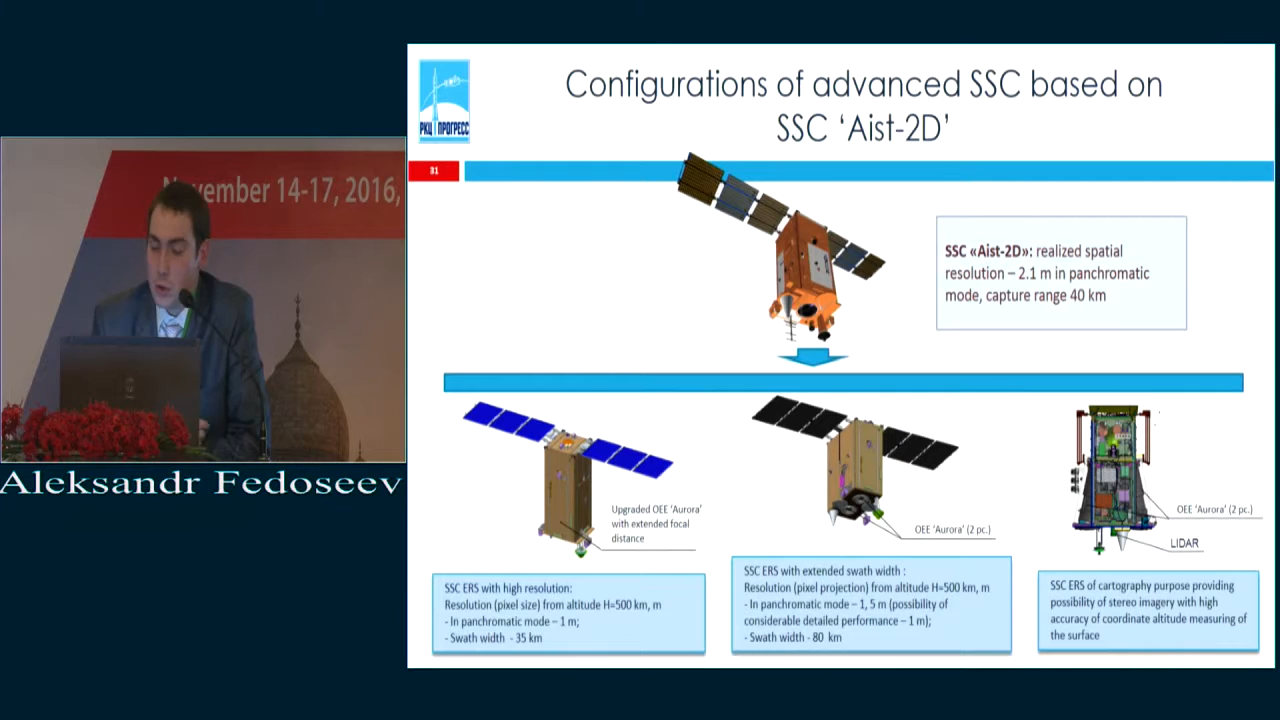 Configurations of advanced SSC based on
SSC ‘Aist-2D’
РКЦ ПРОГРЕСС
31
November 14-17, 2016,
SSC «Aist-2D»: realized spatial
resolution – 2.1 m in panchromatic
mode, capture range 40 km
Aleksandr Fedoseev
Upgraded OEE ‘Aurora’
with extended focal
distance
OEE ‘Aurora’ (2 pc.)
OEE ‘Aurora’ (2 pc.)
LIDAR
SSC ERS with high resolution:
Resolution (pixel size) from altitude H=500 km, m
- In panchromatic mode – 1 m;
- Swath width - 35 km
SSC ERS with extended swath width :
Resolution (pixel projection) from altitude H=500 km, m
- In panchromatic mode – 1, 5 m (possibility of
considerable detailed performance – 1 m);
- Swath width - 80 km
SSC ERS of cartography purpose providing
possibility of stereo imagery with high
accuracy of coordinate altitude measuring of
the surface